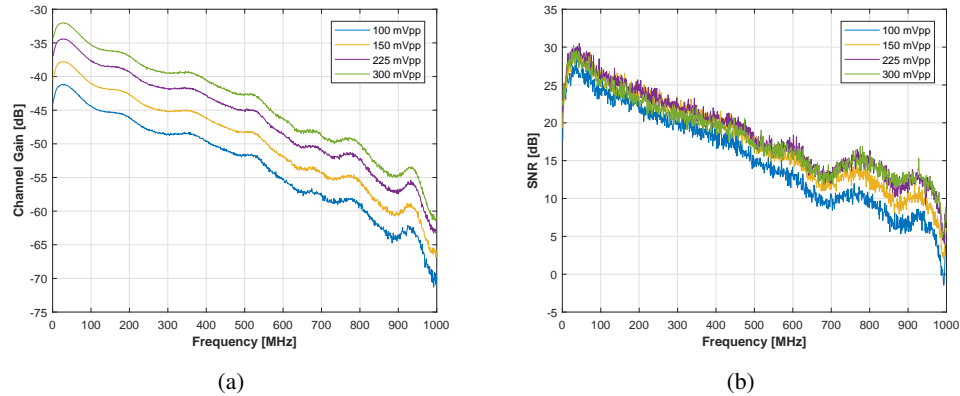 -30
-35
-40
-45
-50
-55
-60
-65
-70
-75
Channel Gain [dB]
0 100 200 300 400 500 600 700 800 900 1000
Frequency [MHz]
100 mVpp
150 mVpp
225 mVpp
300 mVpp
(a)
35
30
25
20
15
10
5
0
-5
SNR [dB]
0 100 200 300 400 500 600 700 800 900 1000
Frequency [MHz]
100 mVpp
150 mVpp
225 mVpp
300 mVpp
(b)